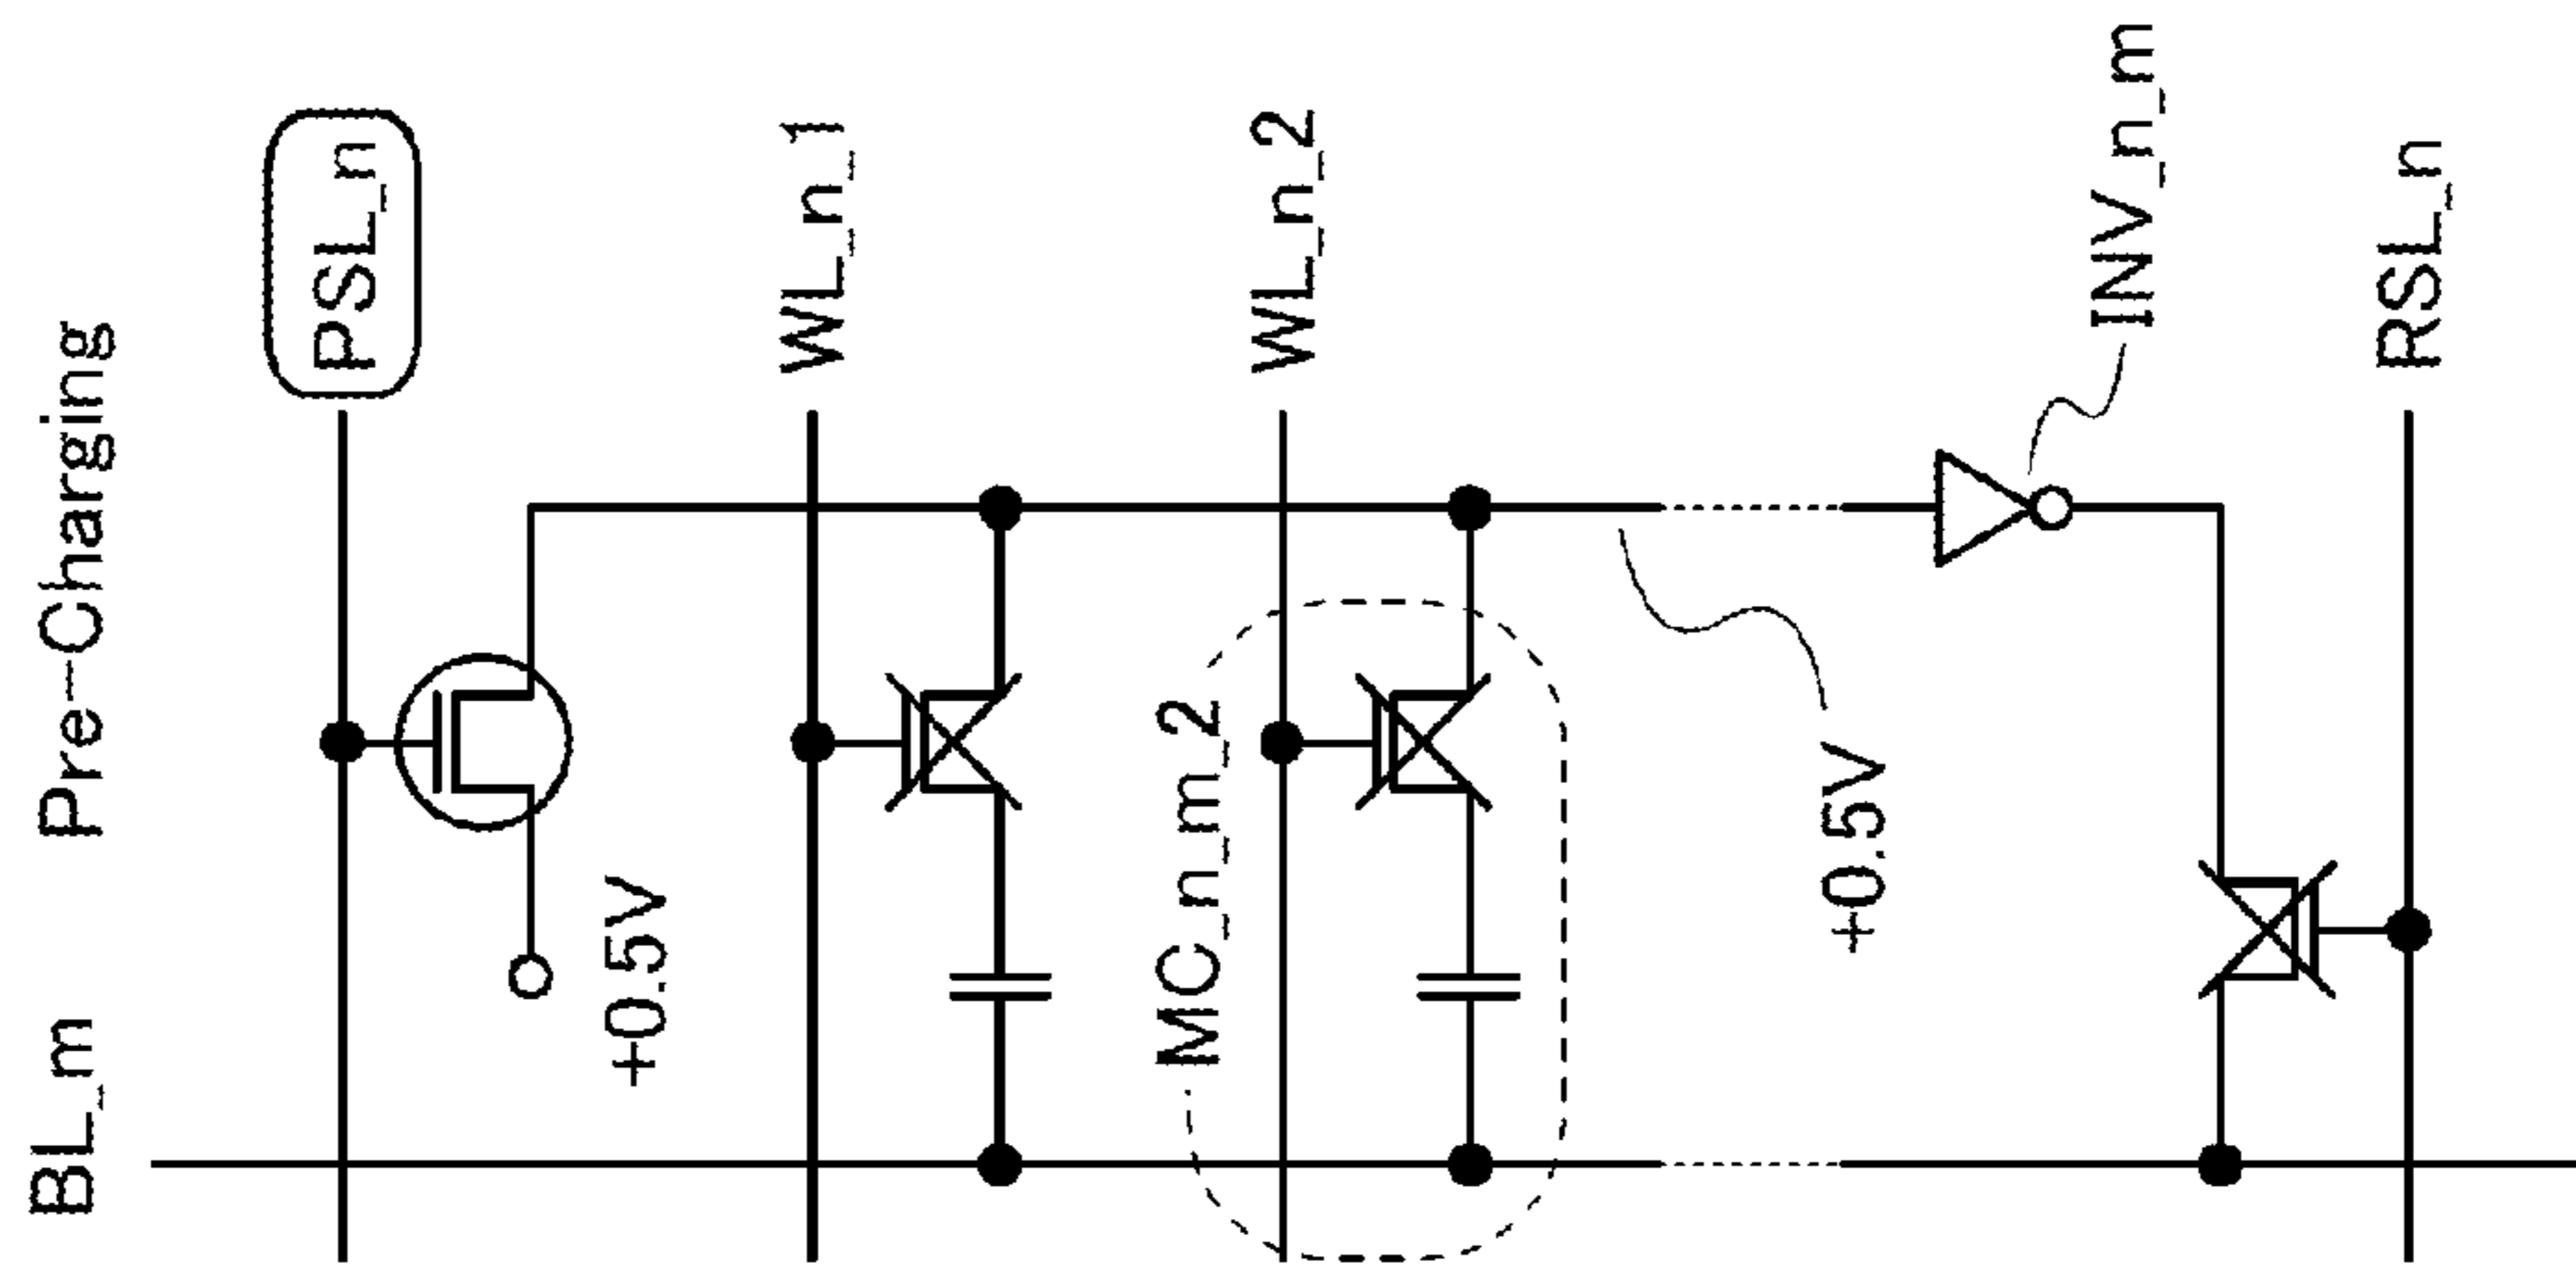 Pre-Charging
BL_m
PSL_n
+0.5V
WL_n_1
MC_n_m_2
WL_n_2
+0.5V
INV_n_m
RSL_n